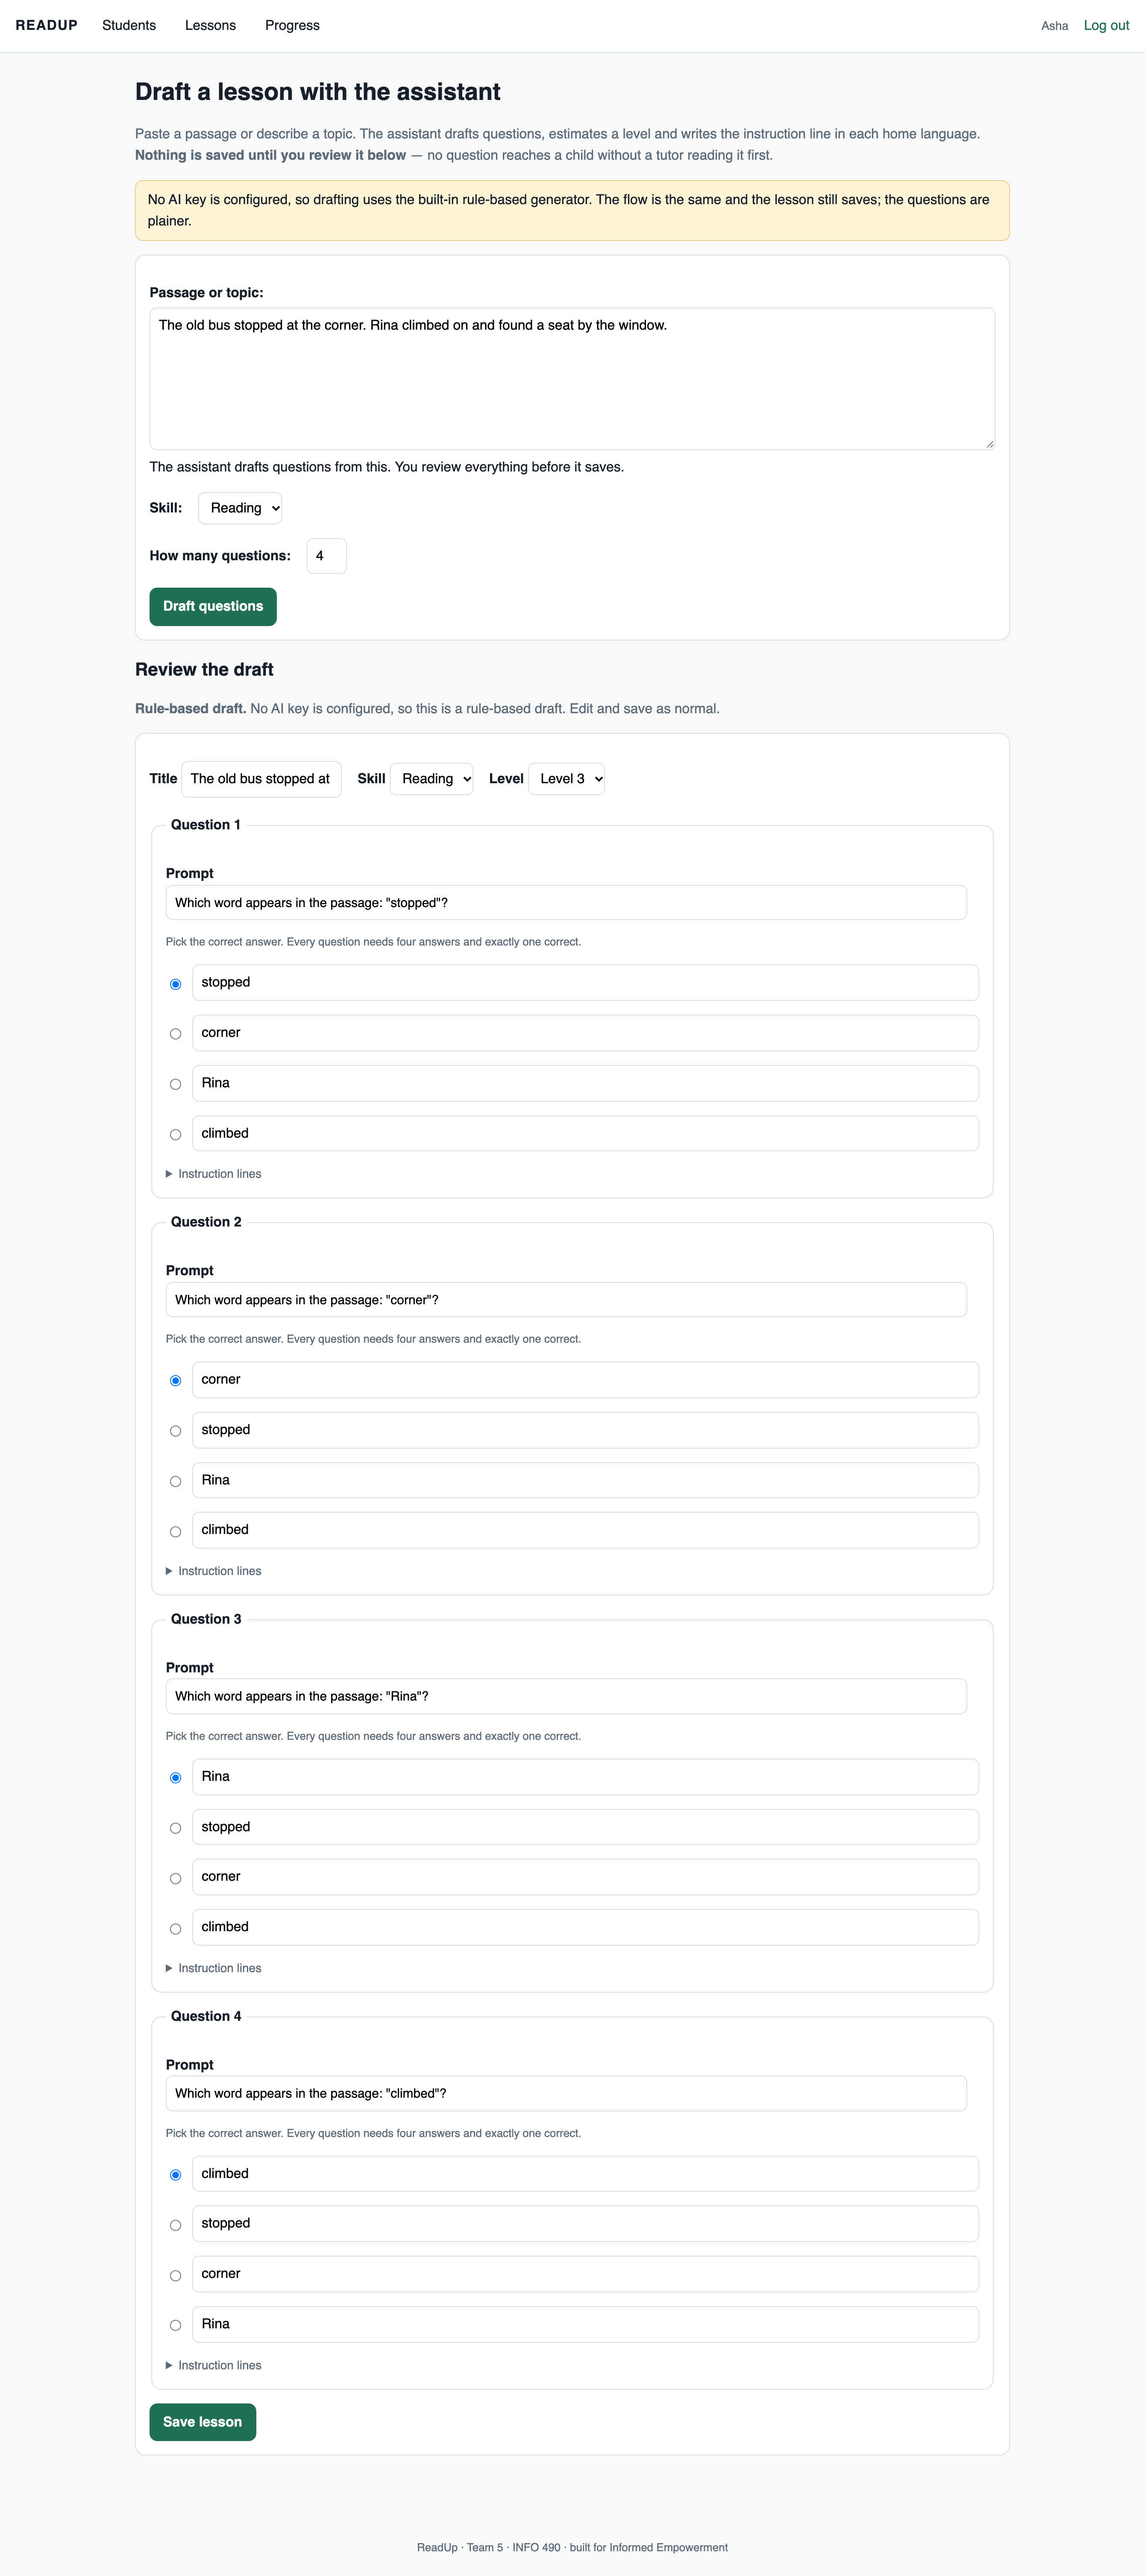 READUP Students Lessons Progress Asha Log out
Draft a lesson with the assistant
Paste a passage or describe a topic. The assistant drafts questions, estimates a level and writes the instruction line in each home language.
Nothing is saved until you review it below — no question reaches a child without a tutor reading it first.
No AI key is configured, so drafting uses the built-in rule-based generator. The flow is the same and the lesson still saves; the questions are
plainer.
Passage or topic:
The old bus stopped at the corner. Rina climbed on and found a seat by the window.
The assistant drafts questions from this. You review everything before it saves.
Skill: Reading
How many questions: 4
Draft questions
Review the draft
Rule-based draft. No AI key is configured, so this is a rule-based draft. Edit and save as normal.
Title The old bus stopped at Skill Reading Level Level 3
Question 1
Prompt
Which word appears in the passage: "stopped"?
Pick the correct answer. Every question needs four answers and exactly one correct.
stopped
corner
Rina
climbed
Instruction lines
Question 2
Prompt
Which word appears in the passage: "corner"?
Pick the correct answer. Every question needs four answers and exactly one correct.
corner
stopped
Rina
climbed
Instruction lines
Question 3
Prompt
Which word appears in the passage: "Rina"?
Pick the correct answer. Every question needs four answers and exactly one correct.
Rina
stopped
corner
climbed
Instruction lines
Question 4
Prompt
Which word appears in the passage: "climbed"?
Pick the correct answer. Every question needs four answers and exactly one correct.
climbed
stopped
corner
Rina
Instruction lines
Save lesson
ReadUp · Team 5 · INFO 490 · built for Informed Empowerment